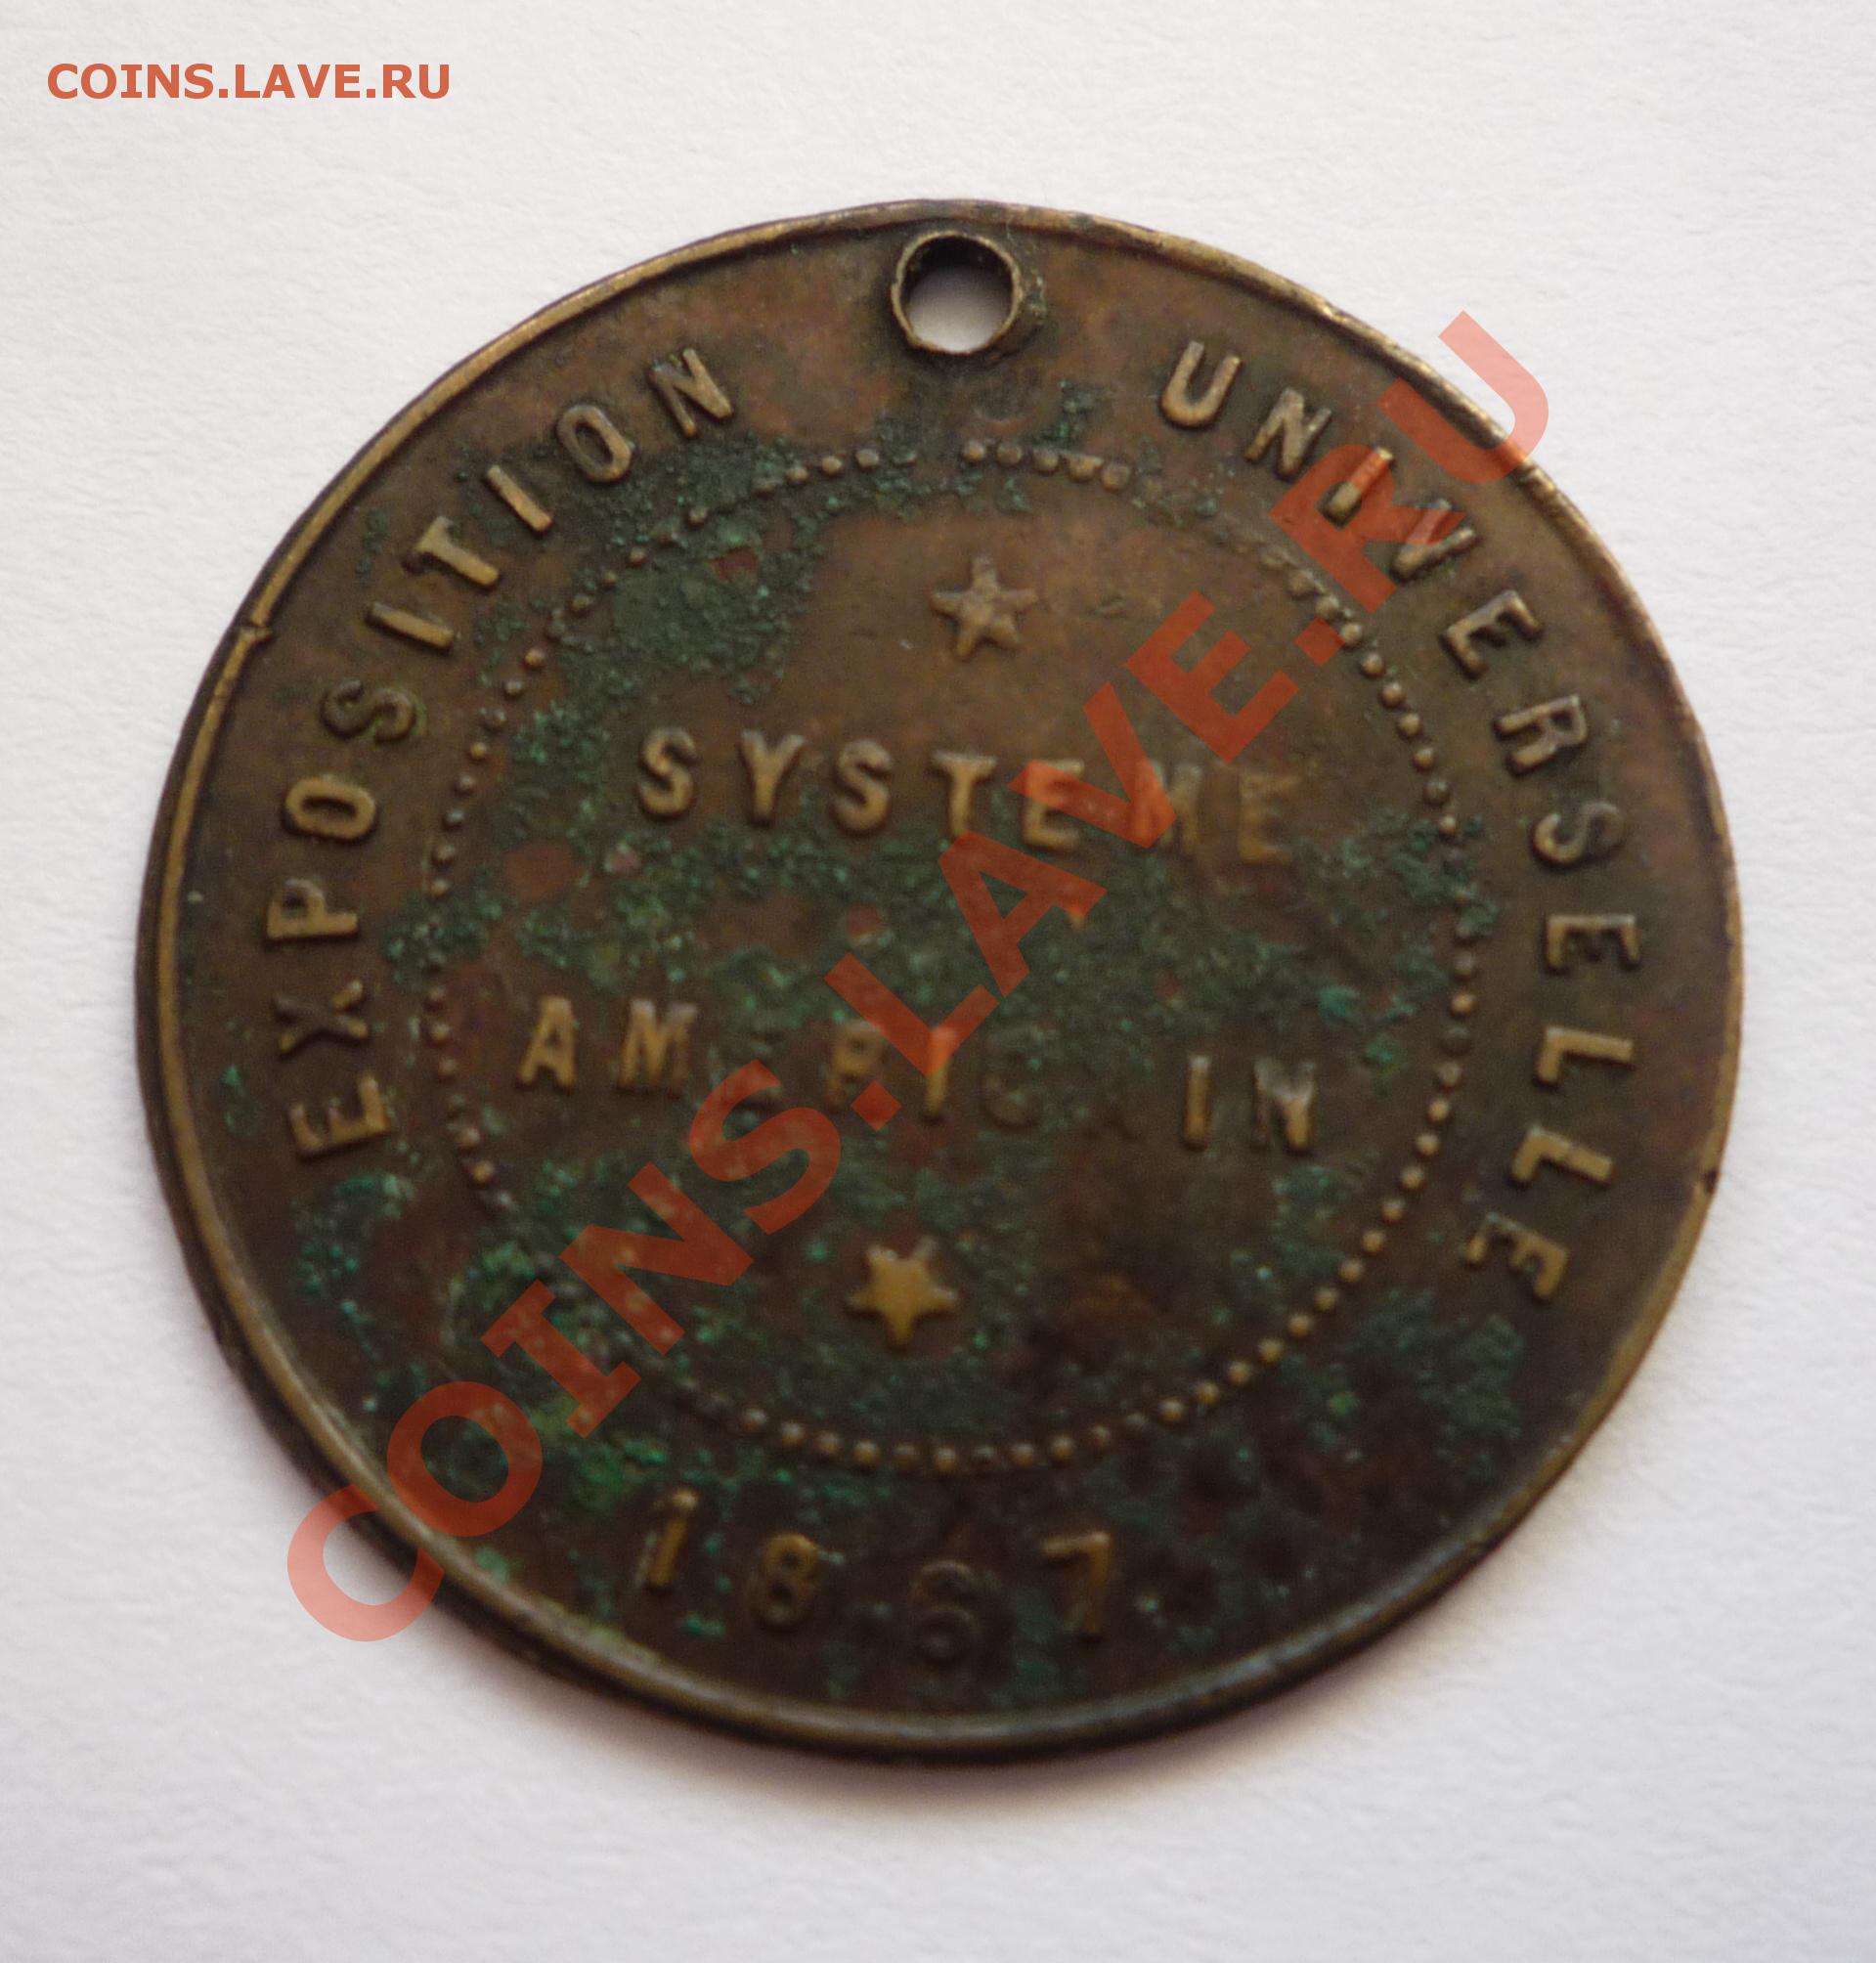 COINS.LAVE.RU
EXPOSITION UNIVERSELLE
SYSTEME
AMERICAIN
1867
COINS.LAVE.RU